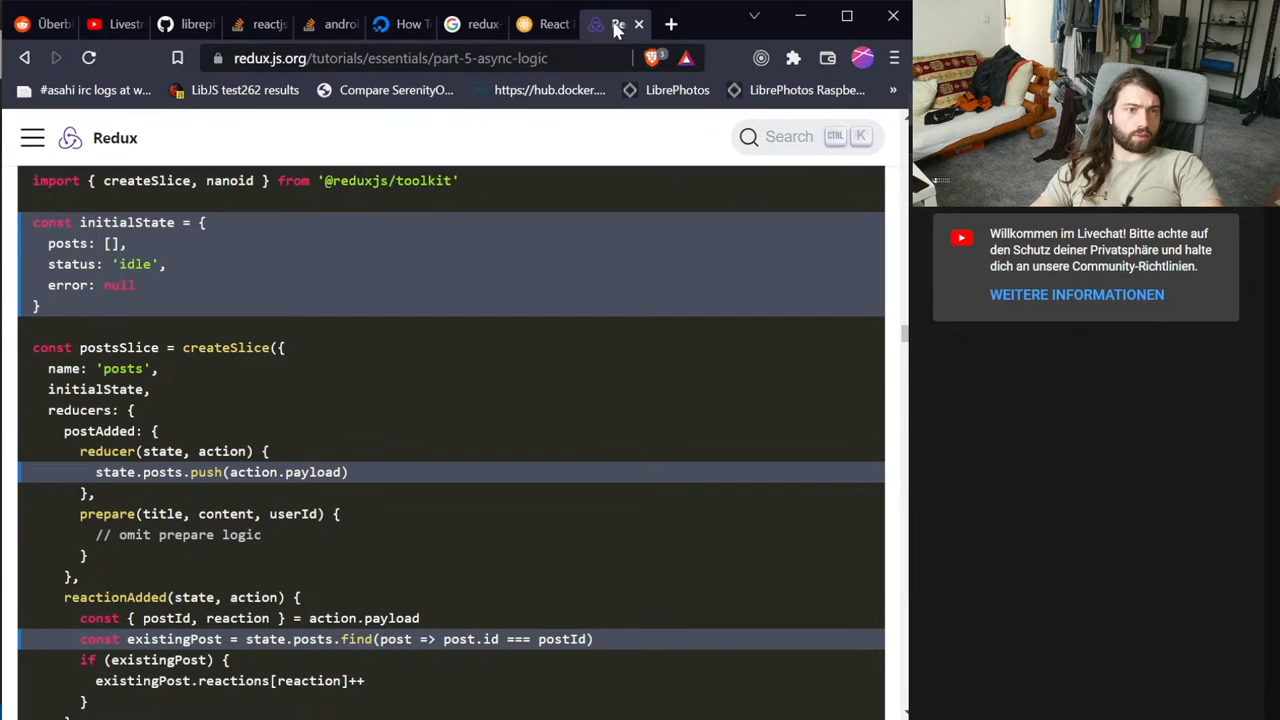 Überbl
Livestr
libreph
reactjs
androi
How T
redux-
React
Re
redux.js.org/tutorials/essentials/part-5-async-logic
3
#asahi irc logs at w...
LibJS test262 results
Compare SerenityO...
https://hub.docker....
LibrePhotos
LibrePhotos Raspbe...
»
Redux
Search CTRL K
import { createSlice, nanoid } from '@reduxjs/toolkit'
const initialState = {
posts: [],
status: 'idle',
error: null
}
const postsSlice = createSlice({
name: 'posts',
initialState,
reducers: {
postAdded: {
reducer(state, action) {
state.posts.push(action.payload)
},
prepare(title, content, userId) {
// omit prepare logic
}
},
reactionAdded(state, action) {
const { postId, reaction } = action.payload
const existingPost = state.posts.find(post => post.id === postId)
if (existingPost) {
existingPost.reactions[reaction]++
}
Willkommen im Livechat! Bitte achte auf
den Schutz deiner Privatsphäre und halte
dich an unsere Community-Richtlinien.
WEITERE INFORMATIONEN